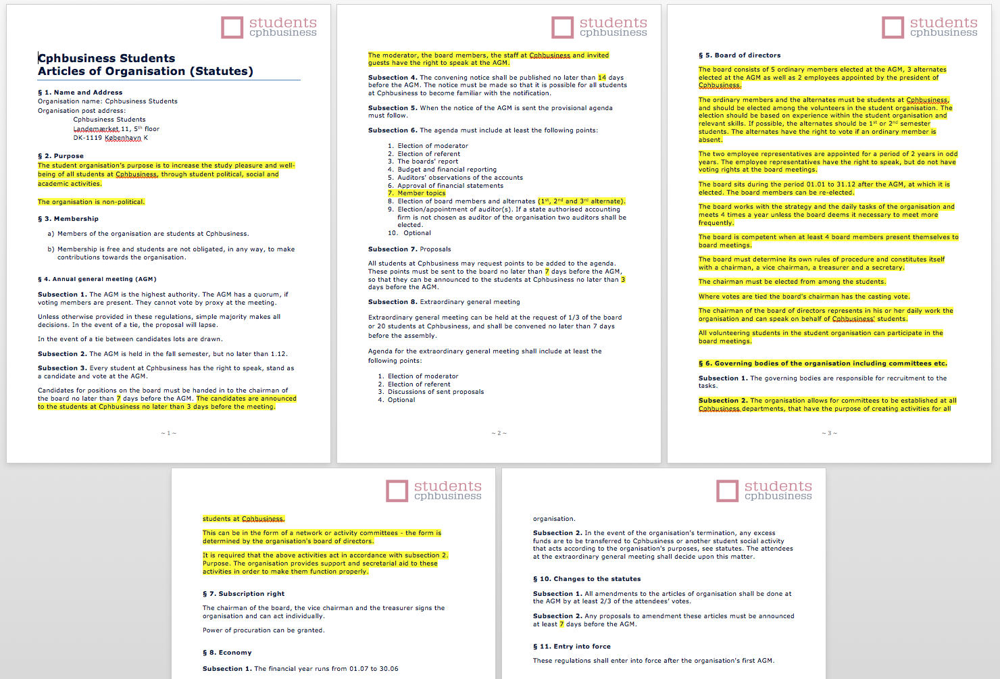 students
cphbusiness
Cphbusiness Students
Articles of Organisation (Statutes)
§ 1. Name and Address
Organisation name: Cphbusiness Students
Organisation post address:
Cphbusiness Students
Landemærket 11, 5th floor
DK-1119 København K
§ 2. Purpose
The student organisation's purpose is to increase the study pleasure and well-
being of all students at Cphbusiness, through student political, social and
academic activities.
The organisation is non-political.
§ 3. Membership
a) Members of the organisation are students at Cphbusiness.
b) Membership is free and students are not obligated, in any way, to make
contributions towards the organisation.
§ 4. Annual general meeting (AGM)
Subsection 1. The AGM is the highest authority. The AGM has a quorum, if
voting members are present. They cannot vote by proxy at the meeting.
Unless otherwise provided in these regulations, simple majority makes all
decisions. In the event of a tie, the proposal will lapse.
In the event of a tie between candidates lots are drawn.
Subsection 2. The AGM is held in the fall semester, but no later than 1.12.
Subsection 3. Every student at Cphbusiness has the right to speak, stand as
a candidate and vote at the AGM.
Candidates for positions on the board must be handed in to the chairman of
the board no later than 7 days before the AGM. The candidates are announced
to the students at Cphbusiness no later than 3 days before the meeting.
~ 1 ~
students
cphbusiness
The moderator, the board members, the staff at Cphbusiness and invited
guests have the right to speak at the AGM.
Subsection 4. The convening notice shall be published no later than 14 days
before the AGM. The notice must be made so that it is possible for all students
at Cphbusiness to become familiar with the notification.
Subsection 5. When the notice of the AGM is sent the provisional agenda
must follow.
Subsection 6. The agenda must include at least the following points:
1. Election of moderator
2. Election of referent
3. The boards' report
4. Budget and financial reporting
5. Auditors' observations of the accounts
6. Approval of financial statements
7. Member topics
8. Election of board members and alternates (1st, 2nd and 3rd alternate).
9. Election/appointment of auditor(s). If a state authorised accounting
firm is not chosen as auditor of the organisation two auditors shall be
elected.
10. Optional
Subsection 7. Proposals
All students at Cphbusiness may request points to be added to the agenda.
These points must be sent to the board no later than 7 days before the AGM,
so that they can be announced to the students at Cphbusiness no later than 3
days before the AGM.
Subsection 8. Extraordinary general meeting
Extraordinary general meeting can be held at the request of 1/3 of the board
or 20 students at Cphbusiness, and shall be convened no later than 7 days
before the assembly.
Agenda for the extraordinary general meeting shall include at least the
following points:
1. Election of moderator
2. Election of referent
3. Discussions of sent proposals
4. Optional
~ 2 ~
students
cphbusiness
§ 5. Board of directors
The board consists of 5 ordinary members elected at the AGM, 3 alternates
elected at the AGM as well as 2 employees appointed by the president of
Cphbusiness.
The ordinary members and the alternates must be students at Cphbusiness,
and should be elected among the volunteers in the student organisation. The
election should be based on experience within the student organisation and
relevant skills. If possible, the alternates should be 1st or 2nd semester
students. The alternates have the right to vote if an ordinary member is
absent.
The two employee representatives are appointed for a period of 2 years in odd
years. The employee representatives have the right to speak, but do not have
voting rights at the board meetings.
The board sits during the period 01.01 to 31.12 after the AGM, at which it is
elected. The board members can be re-elected.
The board works with the strategy and the daily tasks of the organisation and
meets 4 times a year unless the board deems it necessary to meet more
frequently.
The board is competent when at least 4 board members present themselves to
board meetings.
The board must determine its own rules of procedure and constitutes itself
with a chairman, a vice chairman, a treasurer and a secretary.
The chairman must be elected from among the students.
Where votes are tied the board's chairman has the casting vote.
The chairman of the board of directors represents in his or her daily work the
organisation and can speak on behalf of Cphbusiness' students.
All volunteering students in the student organisation can participate in the
board meetings.
§ 6. Governing bodies of the organisation including committees etc.
Subsection 1. The governing bodies are responsible for recruitment to the
tasks.
Subsection 2. The organisation allows for committees to be established at all
Cphbusiness departments, that have the purpose of creating activities for all
~ 3 ~
students
cphbusiness
students at Cphbusiness.
This can be in the form of a network or activity committees - the form is
determined by the organisation's board of directors.
It is required that the above activities act in accordance with subsection 2.
Purpose. The organisation provides support and secretarial aid to these
activities in order to make them function properly.
§ 7. Subscription right
The chairman of the board, the vice chairman and the treasurer signs the
organisation and can act individually.
Power of procuration can be granted.
§ 8. Economy
Subsection 1. The financial year runs from 01.07 to 30.06
students
cphbusiness
organisation.
Subsection 2. In the event of the organisation's termination, any excess
funds are to be transferred to Cphbusiness or another student social activity
that acts according to the organisation's purposes, see statutes. The attendees
at the extraordinary general meeting shall decide upon this matter.
§ 10. Changes to the statutes
Subsection 1. All amendments to the articles of organisation shall be done at
the AGM by at least 2/3 of the attendees' votes.
Subsection 2. Any proposals to amendment these articles must be announced
at least 7 days before the AGM.
§ 11. Entry into force
These regulations shall enter into force after the organisation's first AGM.